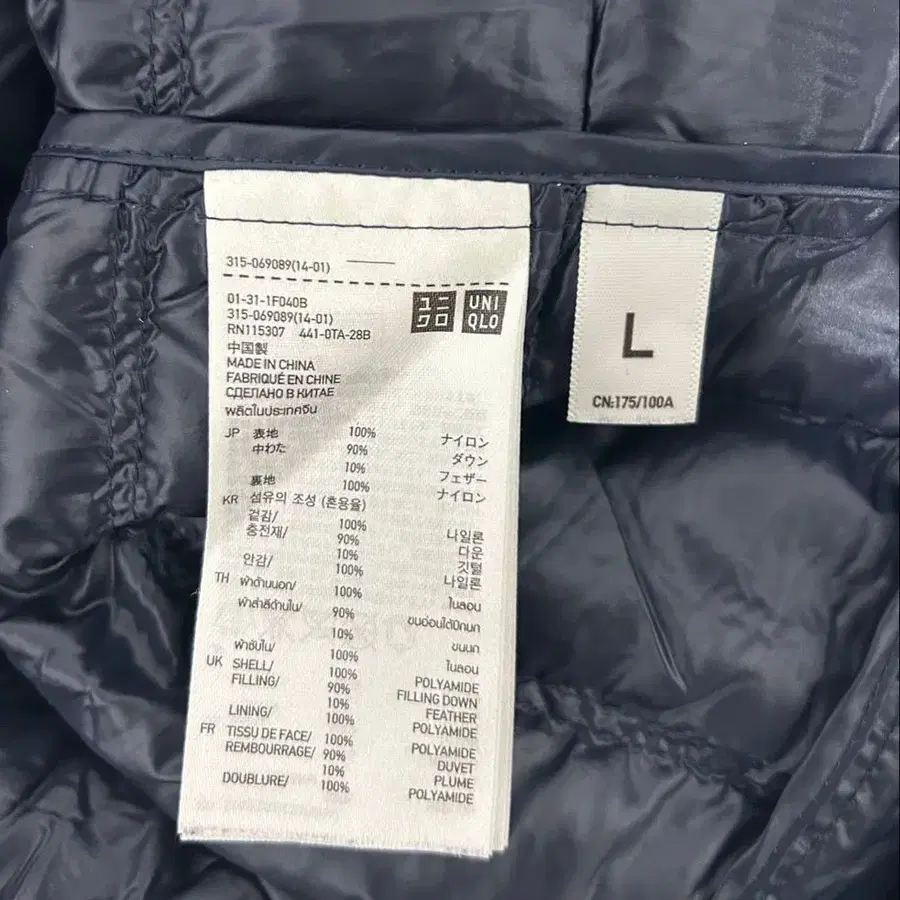 315-069089(14-01)
01-31-1F040B
315-069089(14-01)
RN115307 441-0TA-28B
ユニ
クロ
UNI
QLO
中国製
MADE IN CHINA
FABRIQUÉ EN CHINE
СДЕЛАНО В КИТАЕ
ผลิตในประเทศจีน
JP 表地 100% ナイロン
中わた 90% ダウン
10% フェザー
裏地 100% ナイロン
KR 섬유의 조성 (혼용율)
겉감/ 100% 나일론
충전재/ 90% 다운
10% 깃털
안감/ 100% 나일론
TH ผ้าด้านนอก/ 100% ไนลอน
ผ้าสำลีด้านใน/ 90% ขนอ่อนใต้ปีกนก
10% ขนนก
ผ้าซับใน/ 100% ไนลอน
UK SHELL/ 100% POLYAMIDE
FILLING/ 90% FILLING DOWN
10% FEATHER
LINING/ 100% POLYAMIDE
FR TISSU DE FACE/ 100% POLYAMIDE
REMBOURRAGE/ 90% DUVET
10% PLUME
DOUBLURE/ 100% POLYAMIDE
L
CN:175/100A